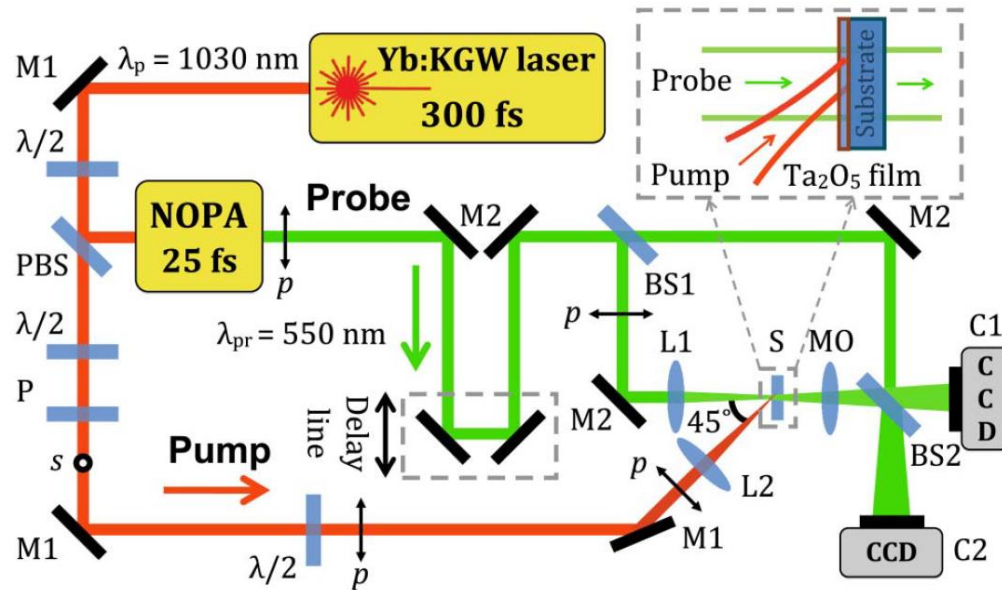 M1
λp = 1030 nm
Yb:KGW laser
300 fs
λ/2
NOPA
25 fs
Probe
p
PBS
λ/2
P
s
Pump
M1
λ/2
p
λpr = 550 nm
Delay
line
M2
BS1
p
M2
L1
S
MO
45°
p
L2
M1
M2
C1
CCD
BS2
CCD
C2
Probe
Substrate
Pump
Ta₂O₅ film